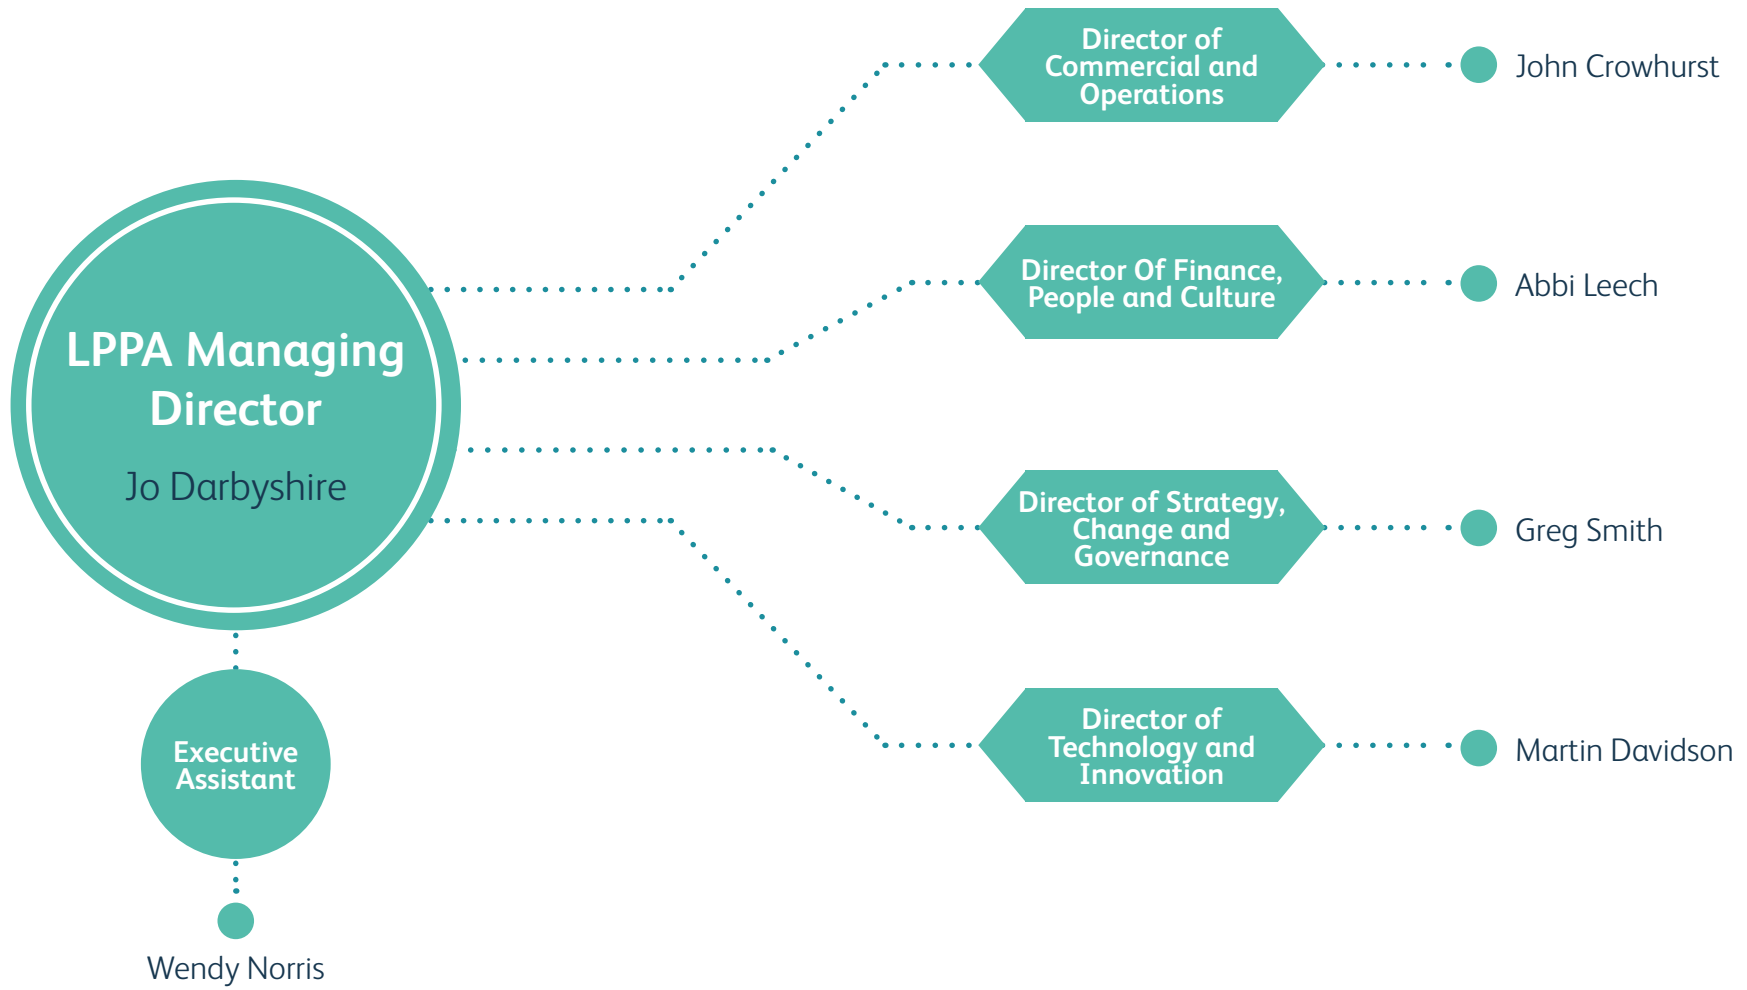 LPPA Managing
Director
Jo Darbyshire
Executive
Assistant
Wendy Norris
Director of
Commercial and
Operations
John Crowhurst
Director Of Finance,
People and Culture
Abbi Leech
Director of Strategy,
Change and
Governance
Greg Smith
Director of
Technology and
Innovation
Martin Davidson